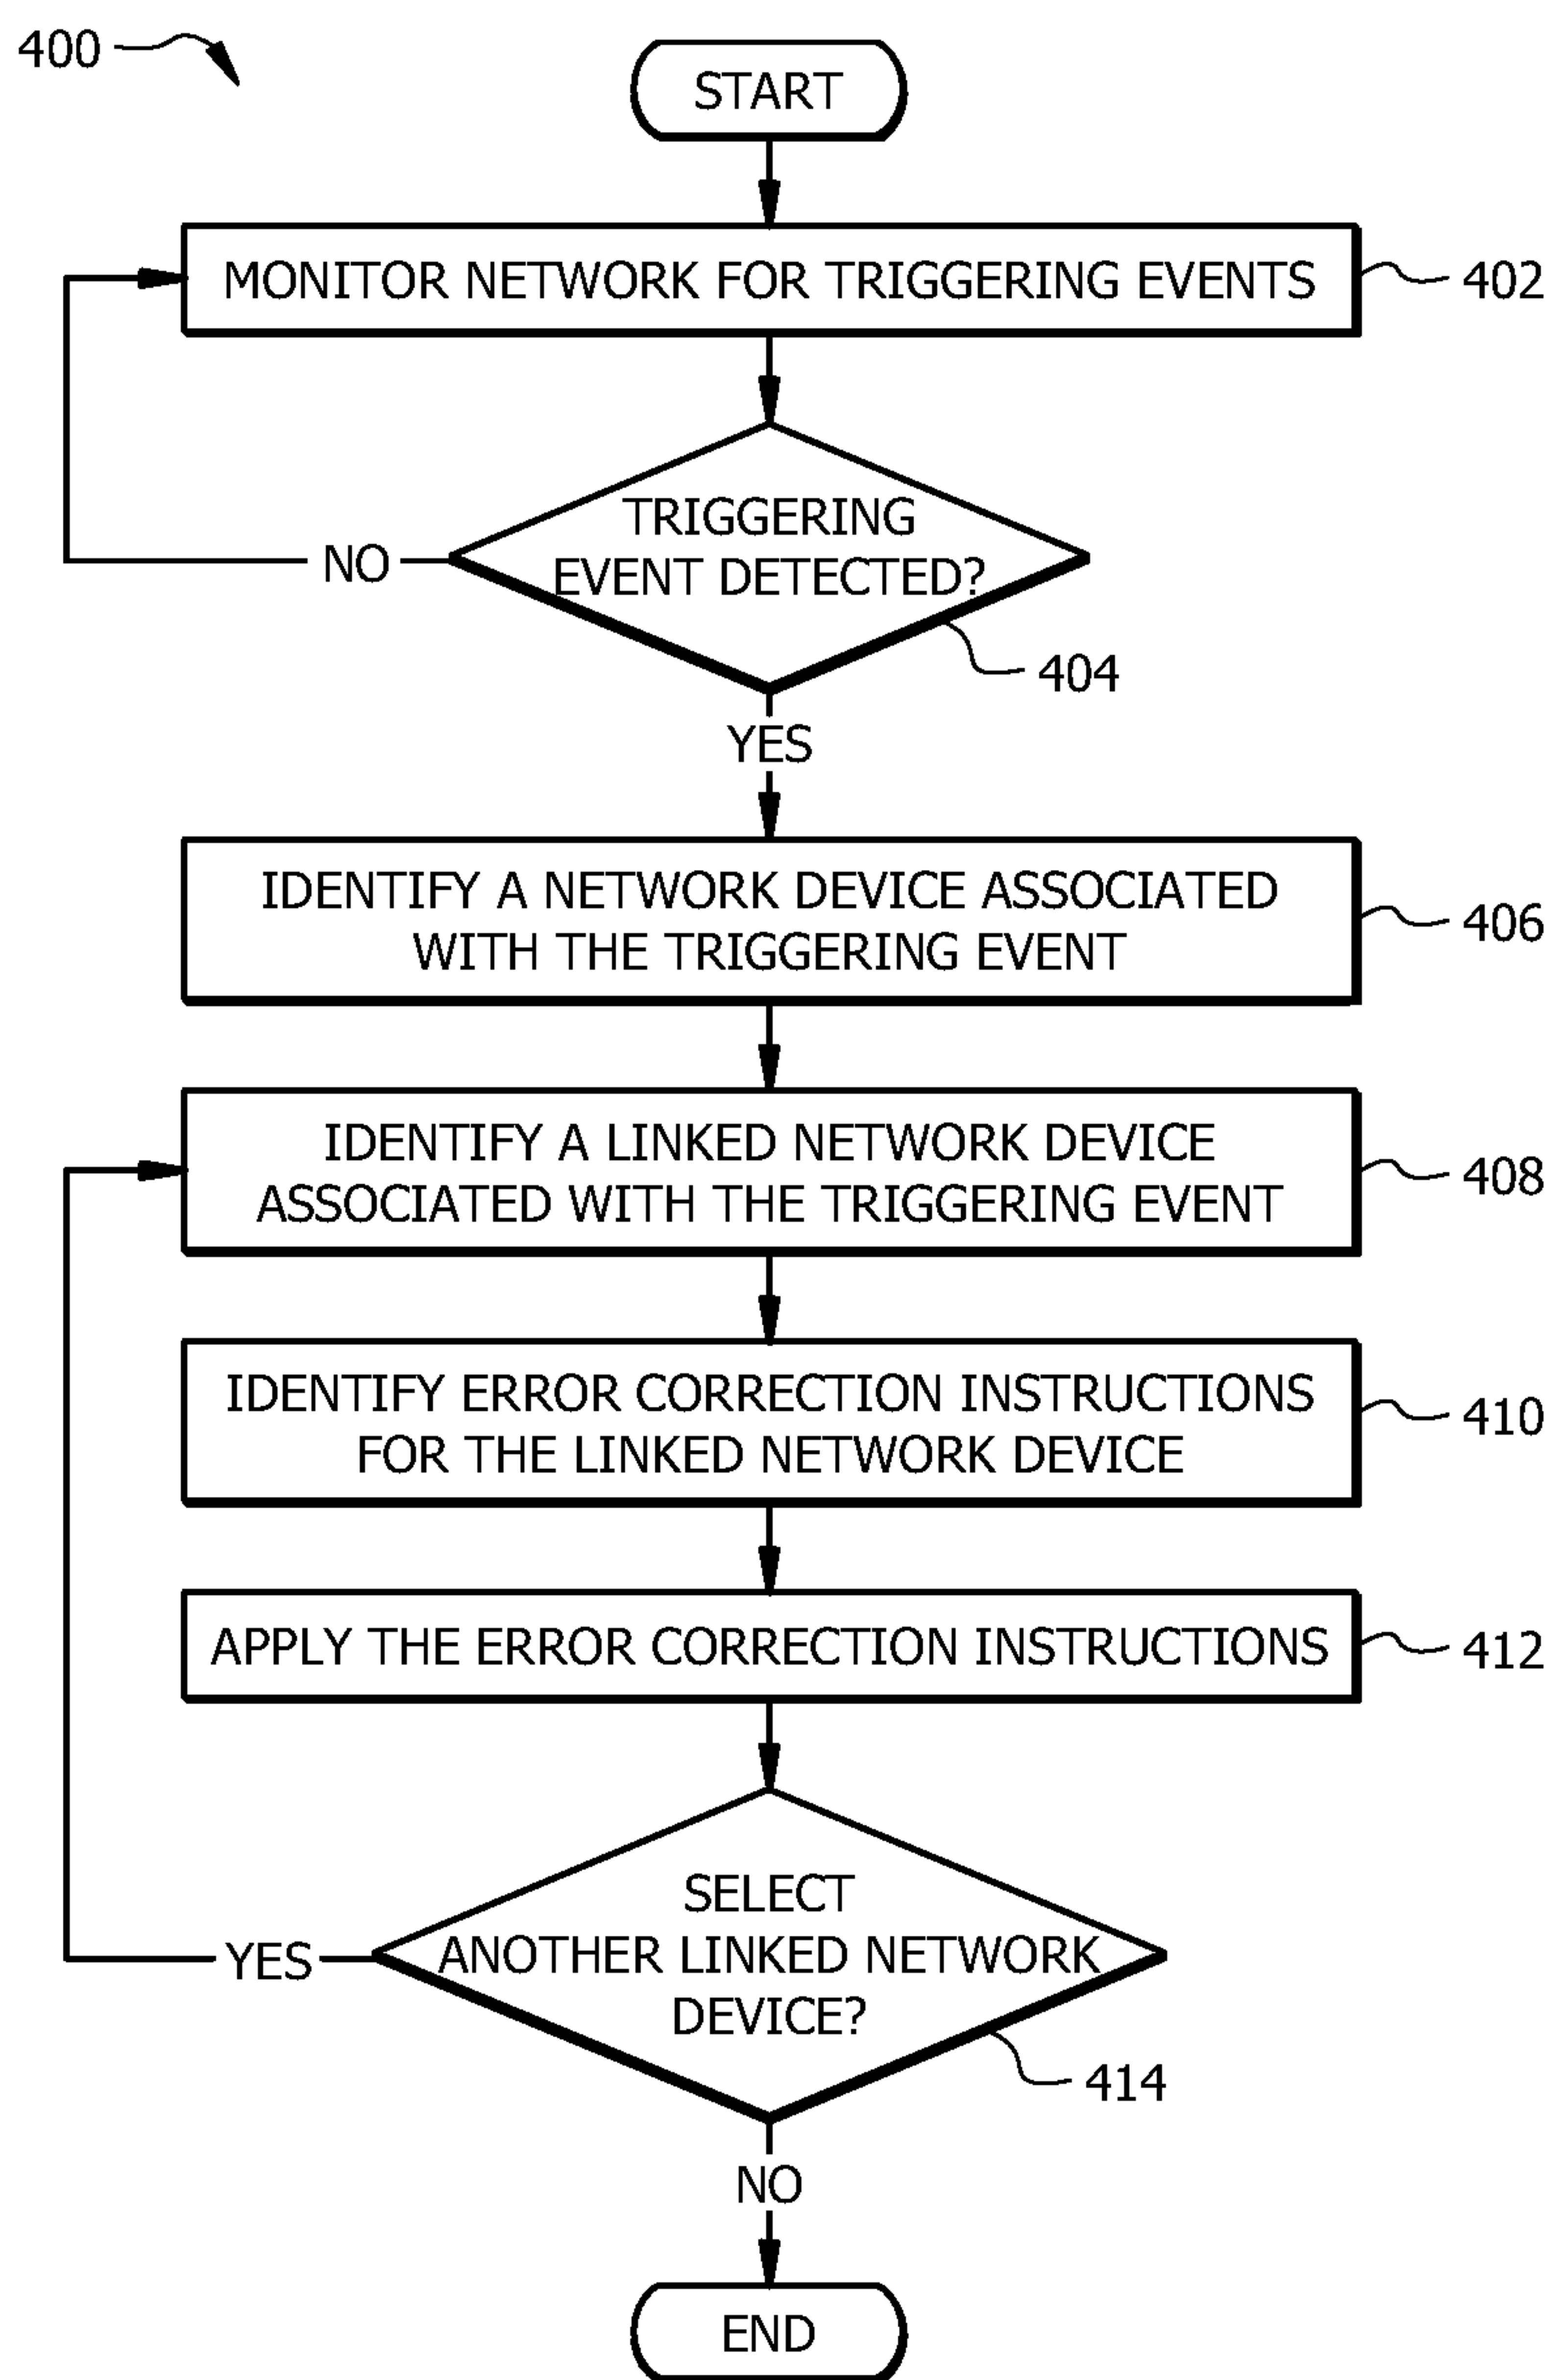 400
START
MONITOR NETWORK FOR TRIGGERING EVENTS
402
TRIGGERING
EVENT DETECTED?
NO
404
YES
IDENTIFY A NETWORK DEVICE ASSOCIATED
WITH THE TRIGGERING EVENT
406
IDENTIFY A LINKED NETWORK DEVICE
ASSOCIATED WITH THE TRIGGERING EVENT
408
IDENTIFY ERROR CORRECTION INSTRUCTIONS
FOR THE LINKED NETWORK DEVICE
410
APPLY THE ERROR CORRECTION INSTRUCTIONS
412
SELECT
ANOTHER LINKED NETWORK
DEVICE?
YES
414
NO
END